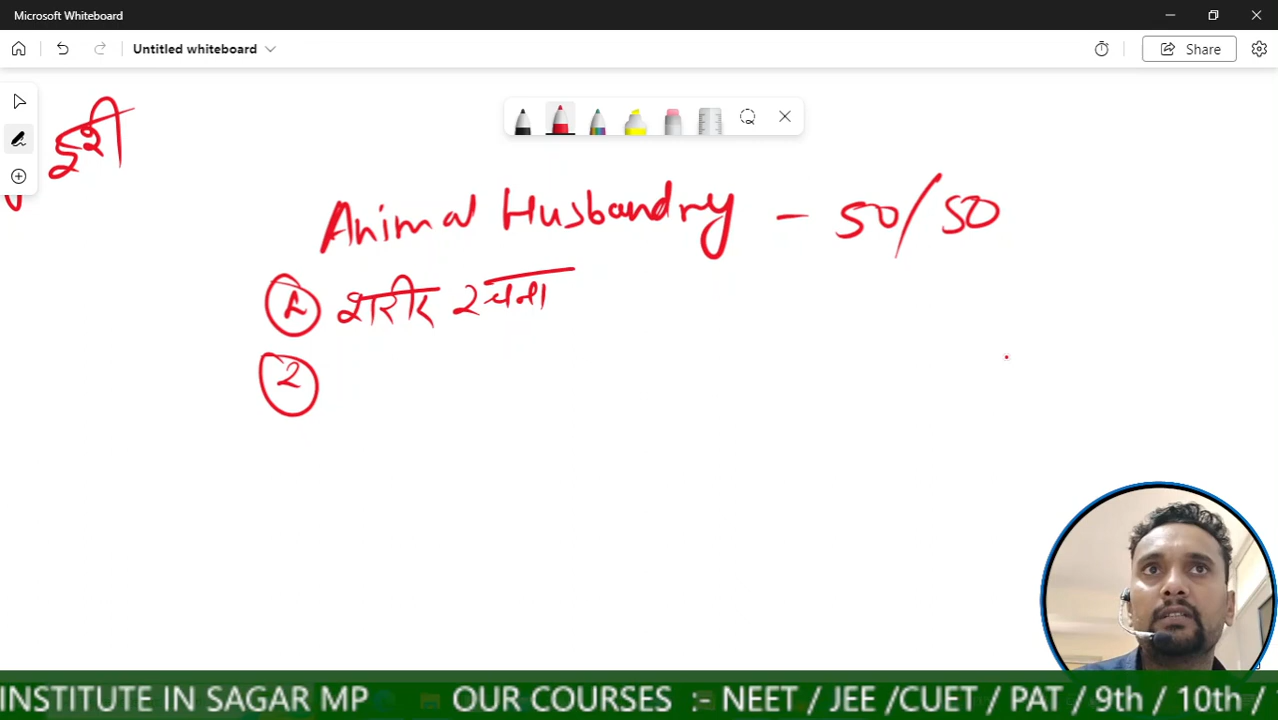 Microsoft Whiteboard
Untitled whiteboard
Share
Animal Husbandry - 50/50
1 शरीर रचना
2
INSTITUTE IN SAGAR MP OUR COURSES :- NEET / JEE /CUET / PAT / 9th / 10th /